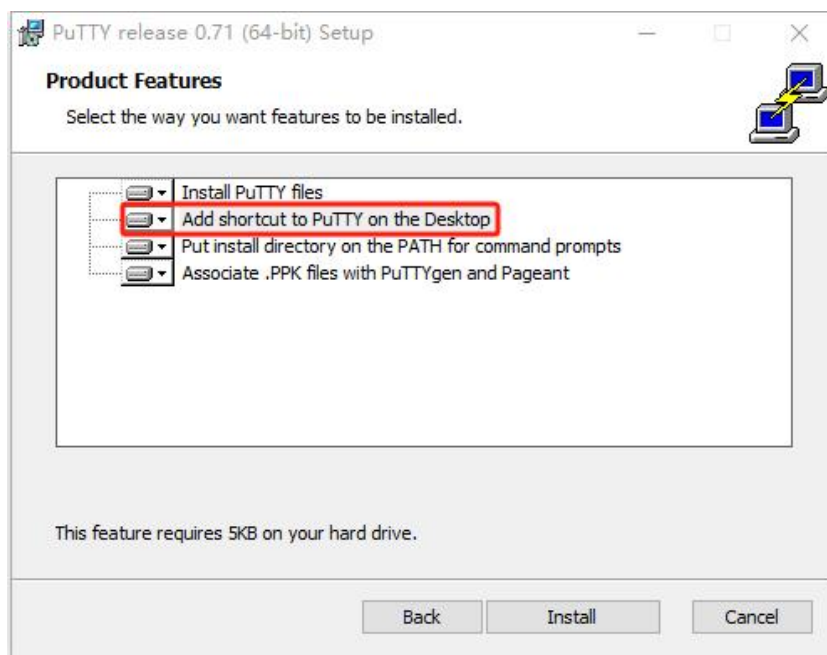 PuTTY release 0.71 (64-bit) Setup
Product Features
Select the way you want features to be installed.
Install PuTTY files
Add shortcut to PuTTY on the Desktop
Put install directory on the PATH for command prompts
Associate .PPK files with PuTTYgen and Pageant
This feature requires 5KB on your hard drive.
Back
Install
Cancel